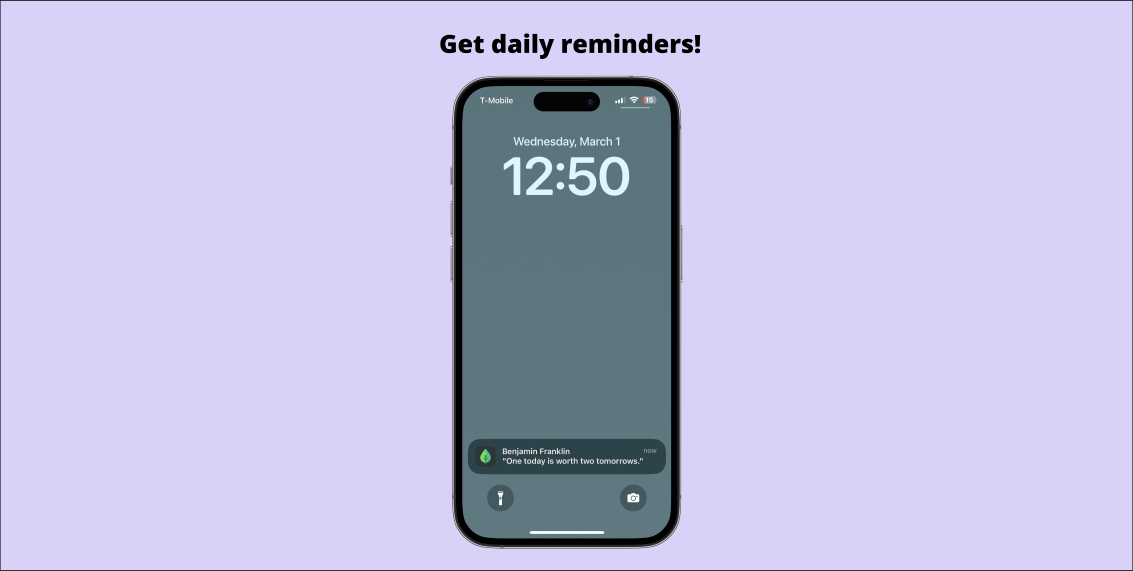 Get daily reminders!
T-Mobile 15
Wednesday, March 1
12:50
Benjamin Franklin now
"One today is worth two tomorrows."